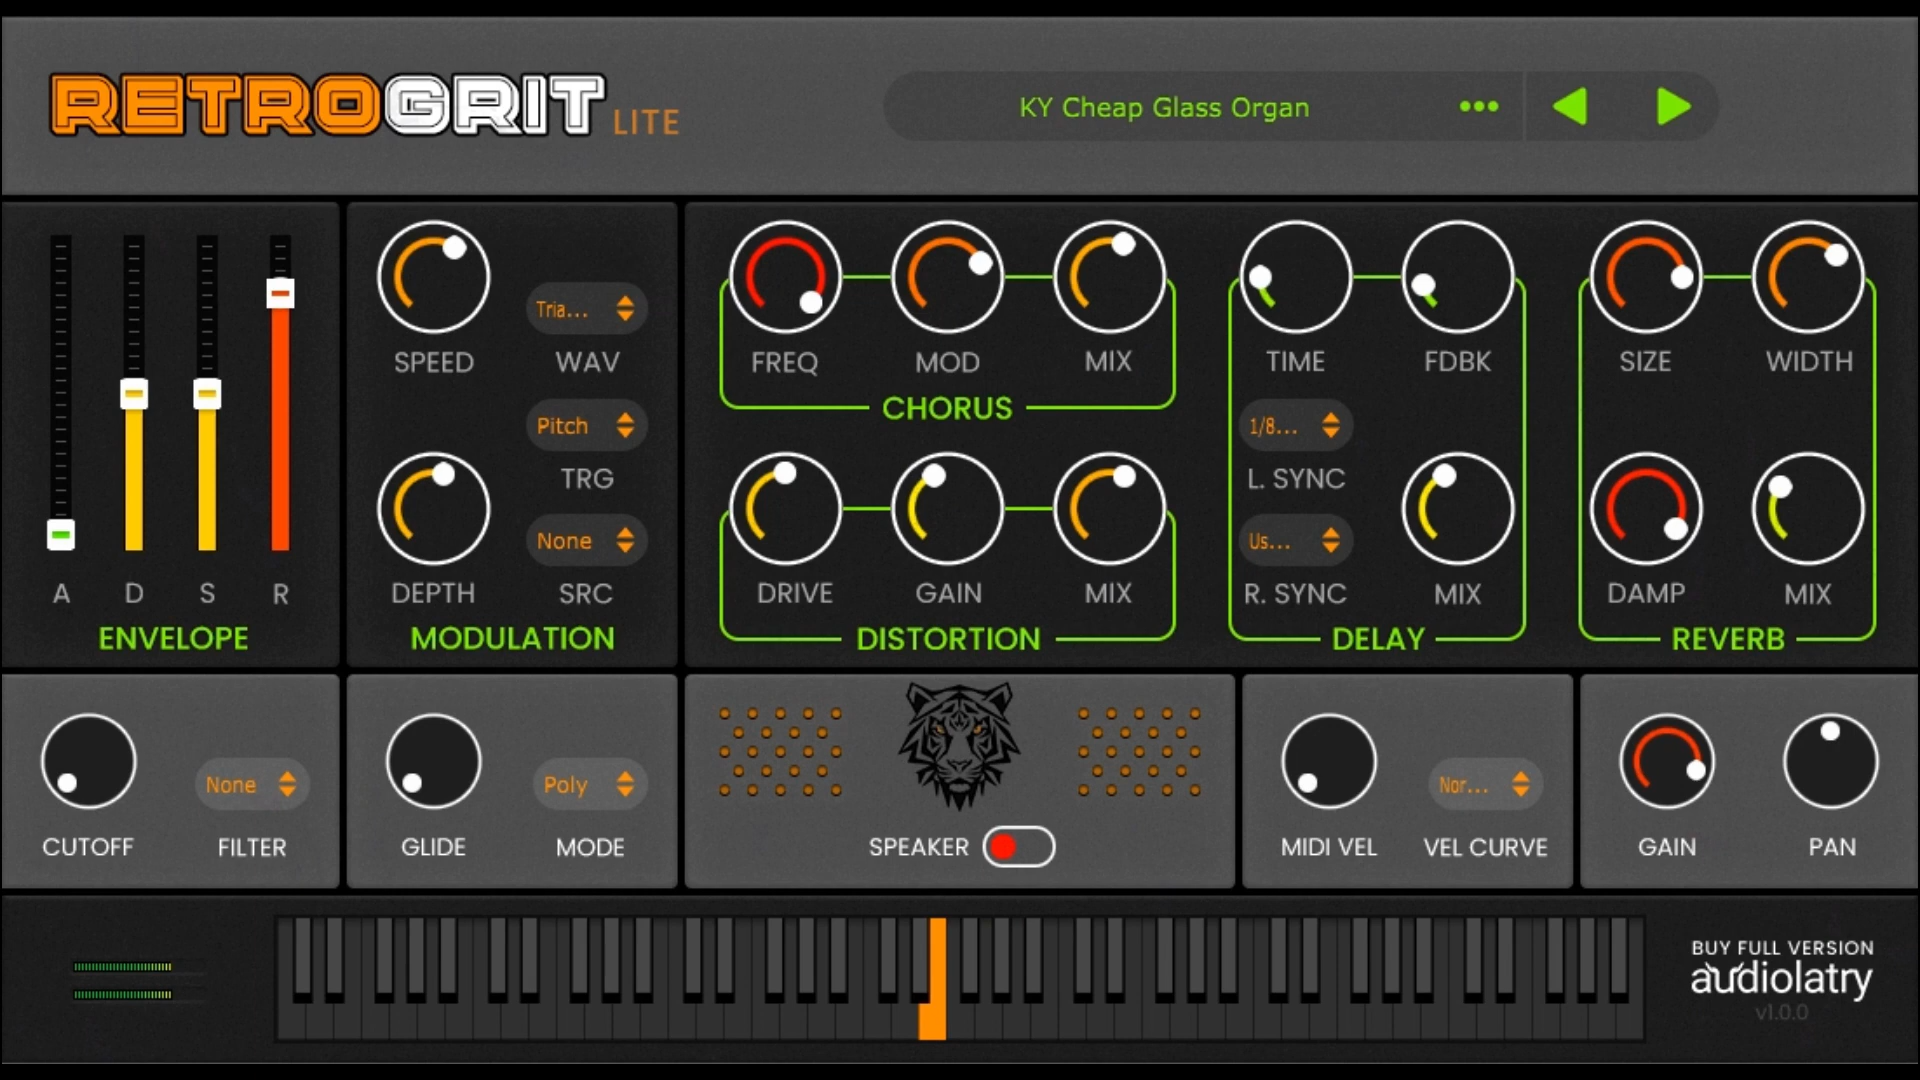 RETROGRIT LITE
KY Cheap Glass Organ
SPEED
Tria...
WAV
Pitch
TRG
DEPTH
None
SRC
MODULATION
A D S R
ENVELOPE
FREQ MOD MIX
CHORUS
DRIVE GAIN MIX
DISTORTION
TIME FDBK
1/8...
L. SYNC
Us...
R. SYNC MIX
DELAY
SIZE WIDTH
DAMP MIX
REVERB
CUTOFF
None
FILTER
GLIDE
Poly
MODE
SPEAKER
MIDI VEL
Nor...
VEL CURVE
GAIN PAN
BUY FULL VERSION
audiolatry
v1.0.0